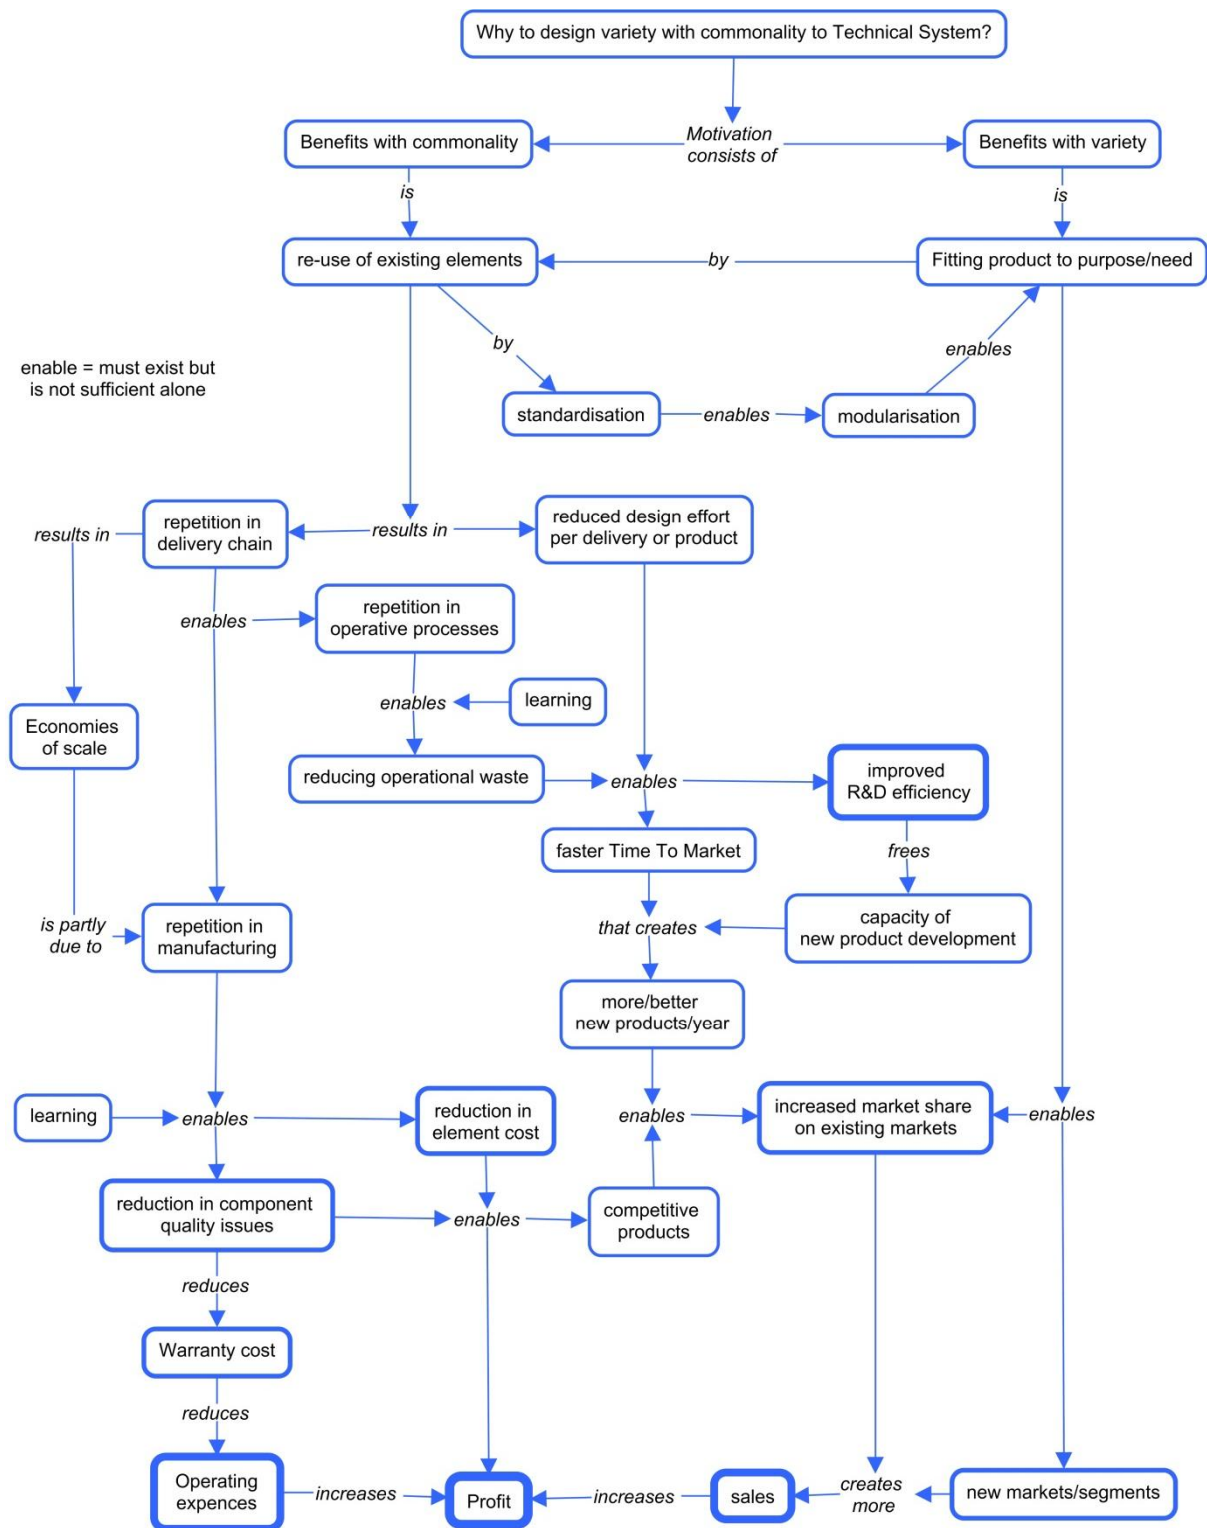 Why to design variety with commonality to Technical System?
Benefits with commonality
Motivation
consists of
Benefits with variety
is
is
re-use of existing elements
by
Fitting product to purpose/need
by
enables
enable = must exist but
is not sufficient alone
standardisation
enables
modularisation
results in
repetition in
delivery chain
results in
reduced design effort
per delivery or product
enables
repetition in
operative processes
enables
learning
Economies
of scale
reducing operational waste
enables
improved
R&D efficiency
faster Time To Market
frees
is partly
due to
repetition in
manufacturing
that creates
capacity of
new product development
more/better
new products/year
learning
enables
reduction in
element cost
enables
increased market share
on existing markets
enables
reduction in component
quality issues
enables
competitive
products
reduces
Warranty cost
reduces
Operating
expences
increases
Profit
increases
sales
creates
more
new markets/segments